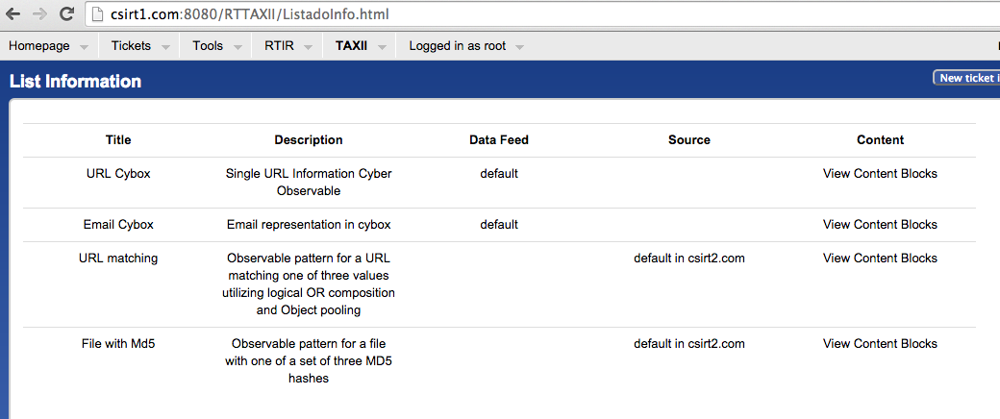 csirt1.com:8080/RTTAXII/ListadoInfo.html
Homepage Tickets Tools RTIR TAXII Logged in as root
List Information
New ticket i
Title Description Data Feed Source Content
URL Cybox Single URL Information Cyber default View Content Blocks
Observable
Email Cybox Email representation in cybox default View Content Blocks
URL matching Observable pattern for a URL default in csirt2.com View Content Blocks
matching one of three values
utilizing logical OR composition
and Object pooling
File with Md5 Observable pattern for a file default in csirt2.com View Content Blocks
with one of a set of three MD5
hashes